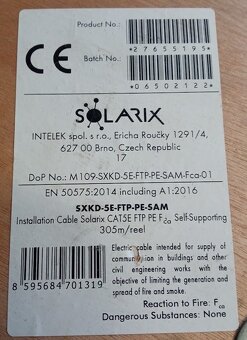 Product No.:
*27655195*
CE
Batch No.:
*06502122*
SOLARIX
INTELEK spol. s r.o., Ericha Roučky 1291/4,
627 00 Brno, Czech Republic
17
DoP No.: M109-SXKD-5E-FTP-PE-SAM-Fca-01
EN 50575:2014 including A1:2016
SXKD-5E-FTP-PE-SAM
Installation Cable Solarix CAT5E FTP PE Fca Self-Supporting
305m/reel
Electric cable intended for supply of
communication in buildings and other
civil engineering works with the
objective of limiting the generation and
spread of fire and smoke.
8 595684 701319
Reaction to Fire: Fca
Dangerous Substances: None